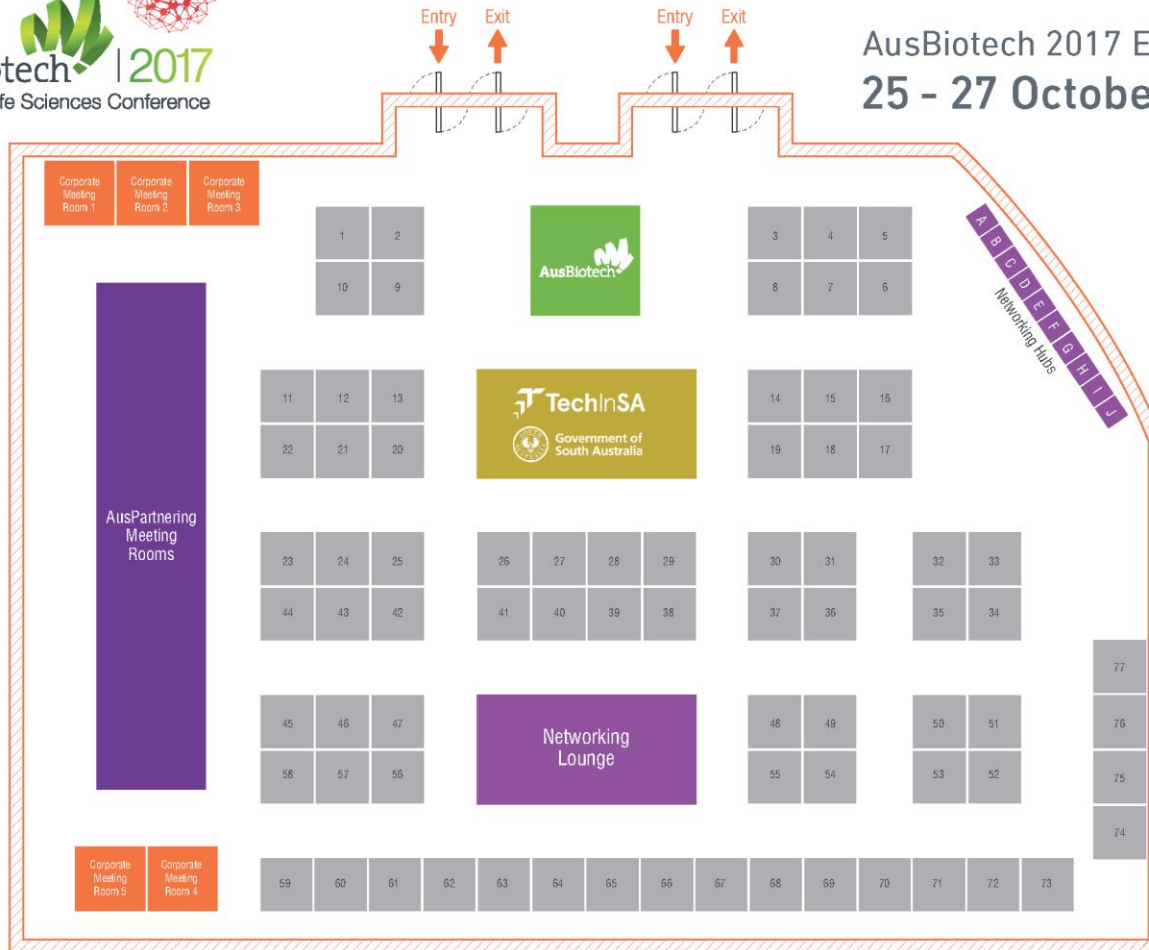 Entry
Exit
Entry
Exit
otech | 2017
fe Sciences Conference
AusBiotech 2017 E
25 - 27 Octobe
Corporate
Meeting
Room 1
Corporate
Meeting
Room 2
Corporate
Meeting
Room 3
1 2
10 9
AusBiotech
3 4 5
8 7 6
A
B
C
D
E
F
G
H
I
J
Networking Hubs
11 12 13
22 21 20
TechInSA
SOUTH AUSTRALIA
Government of
South Australia
14 15 16
19 18 17
AusPartnering
Meeting
Rooms
23 24 25
44 43 42
26 27 28 29
41 40 39 38
30 31
37 36
32 33
35 34
45 46 47
58 57 56
Networking
Lounge
48 49
55 54
50 51
53 52
77
76
75
74
Corporate
Meeting
Room 5
Corporate
Meeting
Room 4
59 60 61 62 63 64 65 66 67 68 69 70 71 72 73